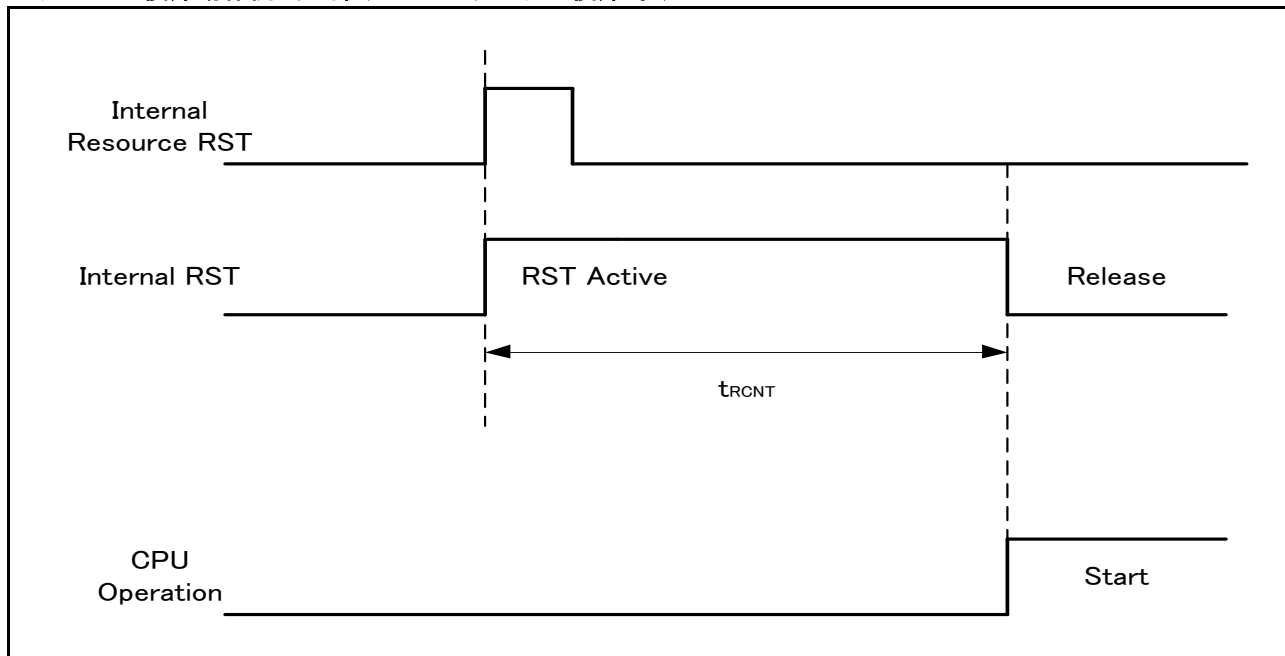 Internal
Resource RST
Internal RST
RST Active
Release
tRCNT
CPU
Operation
Start